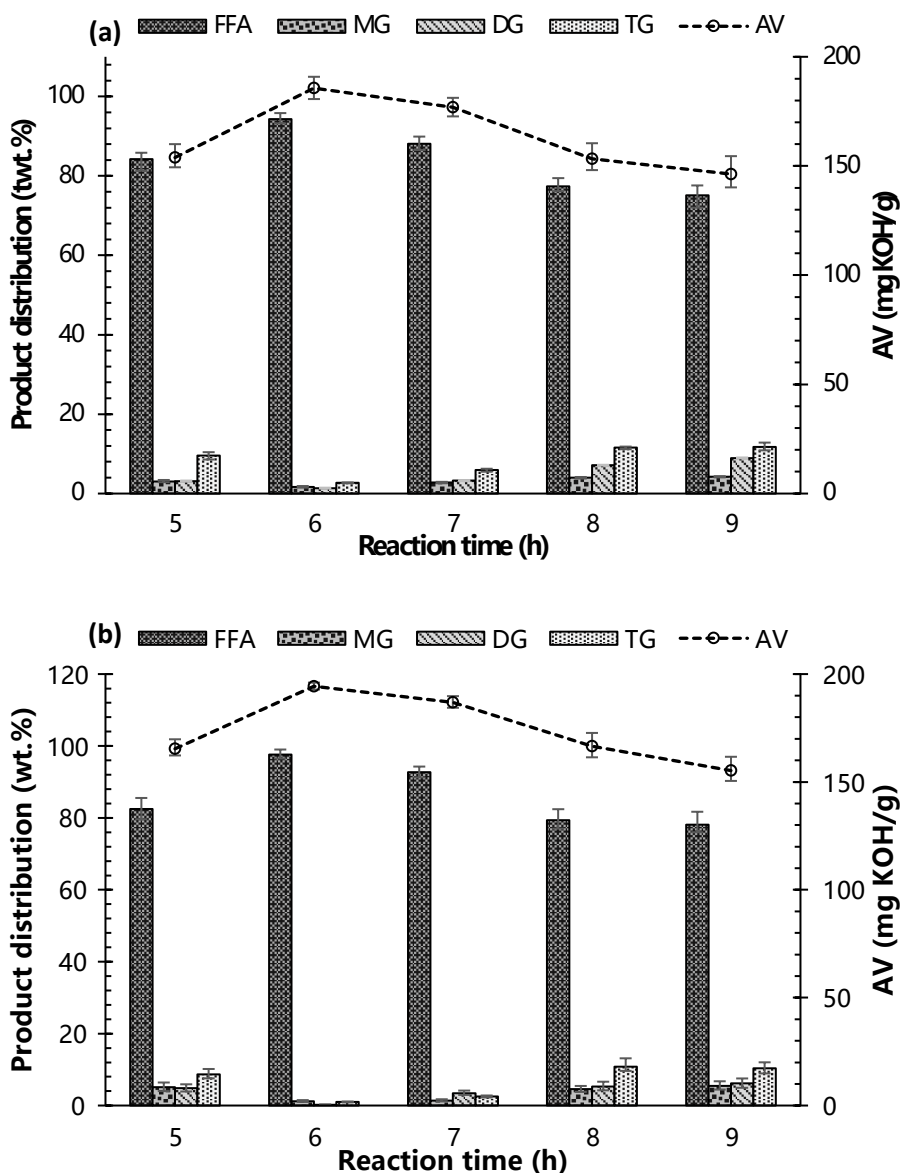 (a) FFA MG DG TG AV
Product distribution (twt.%)
100
80
60
40
20
0
200
150
100
50
0
AV (mgKOH/g)
5 6 7 8 9
Reaction time (h)
(b) FFA MG DG TG AV
Product distribution (wt.%)
120
100
80
60
40
20
0
200
150
100
50
0
AV (mg KOH/g)
5 6 7 8 9
Reaction time (h)